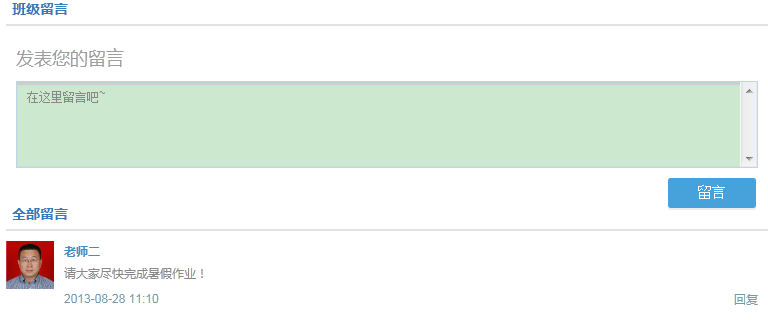 班级留言
发表您的留言
在这里留言吧~
留言
全部留言
老师二
请大家尽快完成暑假作业！
2013-08-28 11:10 回复